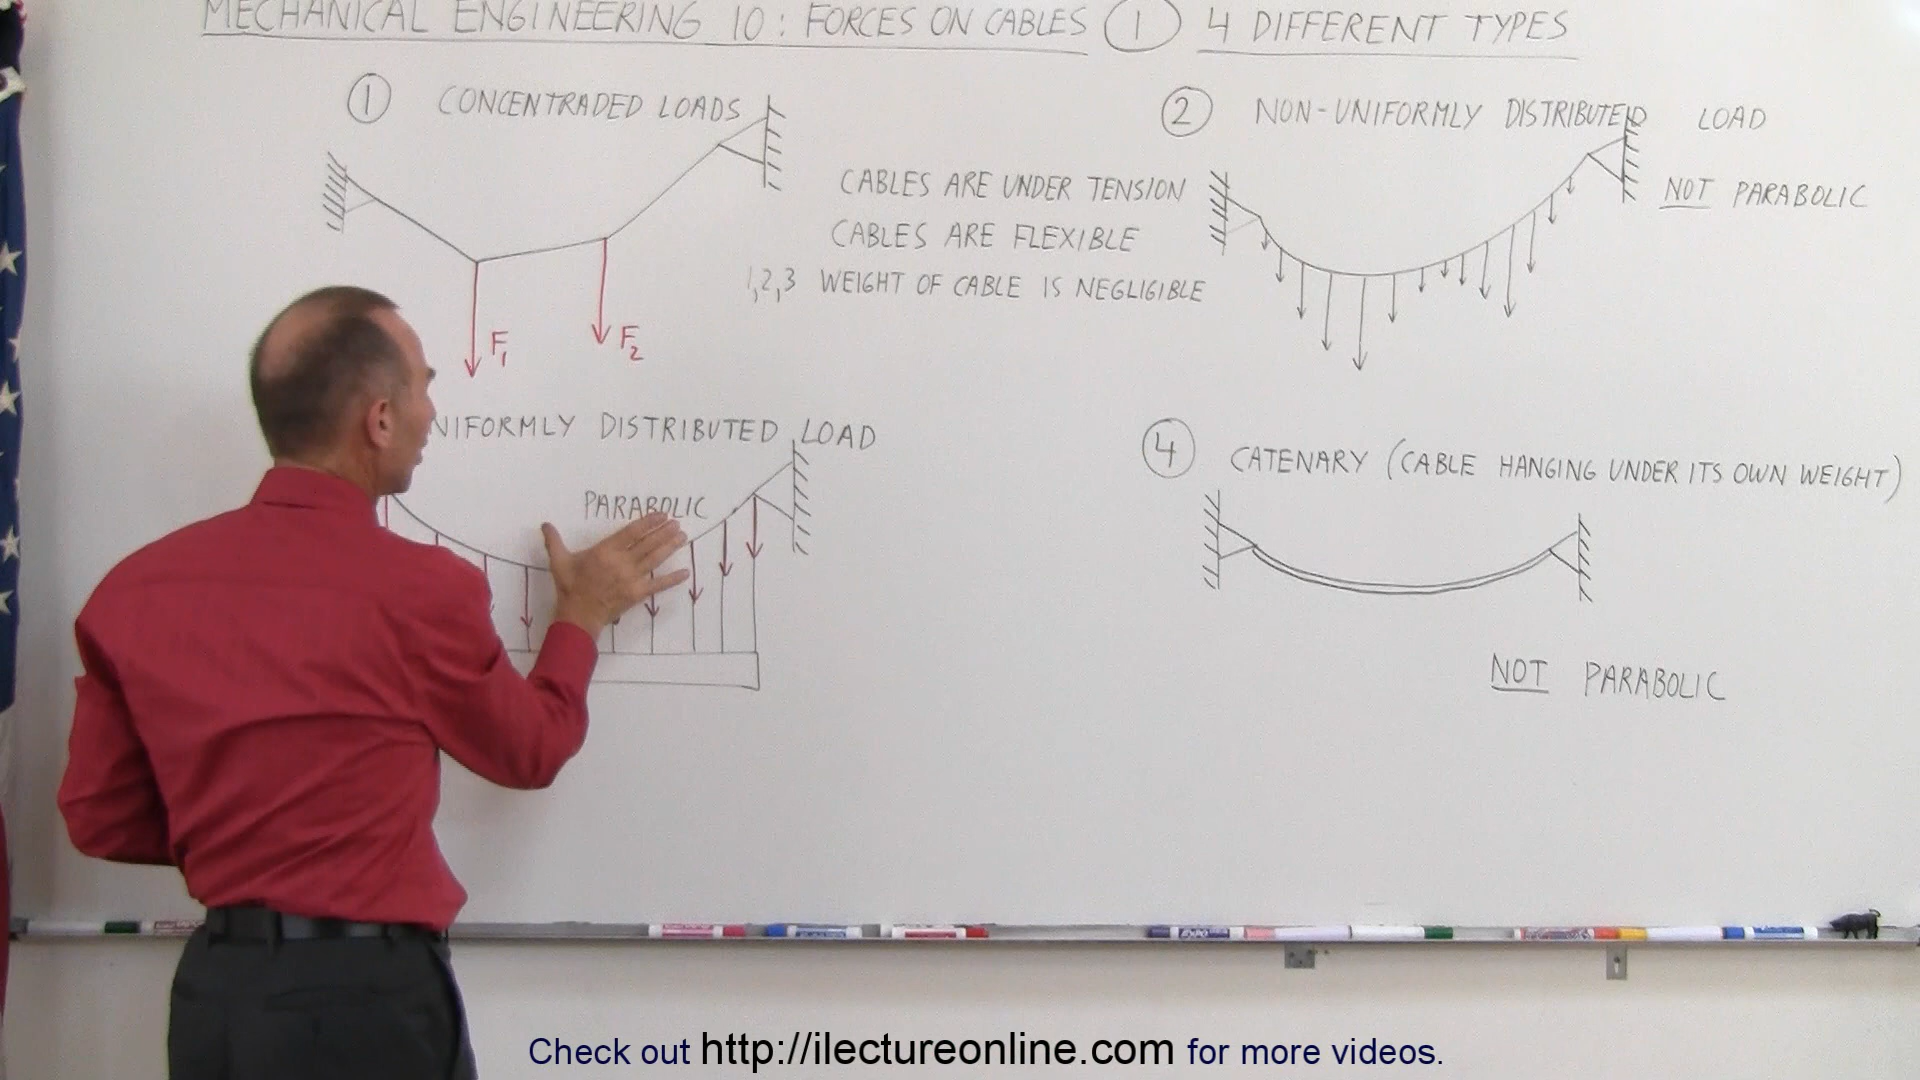 MECHANICAL ENGINEERING 10: FORCES ON CABLES 1 4 DIFFERENT TYPES
1 CONCENTRADED LOADS
2 NON-UNIFORMLY DISTRIBUTED LOAD
NOT PARABOLIC
CABLES ARE UNDER TENSION
CABLES ARE FLEXIBLE
1,2,3 WEIGHT OF CABLE IS NEGLIGIBLE
F1
F2
NIFORMLY DISTRIBUTED LOAD
PARABOLIC
4 CATENARY (CABLE HANGING UNDER ITS OWN WEIGHT)
NOT PARABOLIC
EXPO
Check out http://ilectureonline.com for more videos.